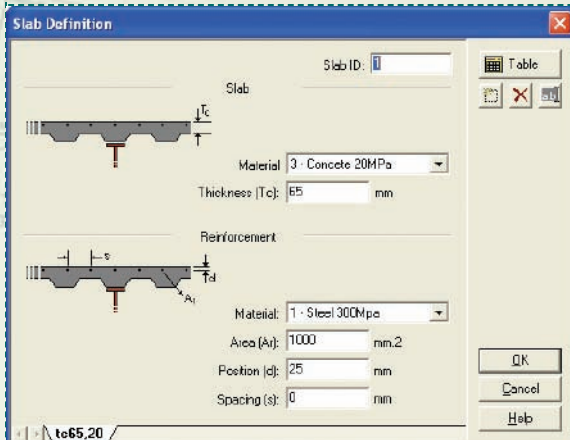 Slab Definition
Slab ID: 1
Table
Slab
Tc
Material 3 - Concete 20MPa
Thickness (Tc): 65 mm
Reinforcement
s
d
Ar
Material: 1 - Steel 300Mpa
Area (Ar): 1000 mm.2
Position (d): 25 mm
Spacing (s): 0 mm
OK
Cancel
Help
tc65,20